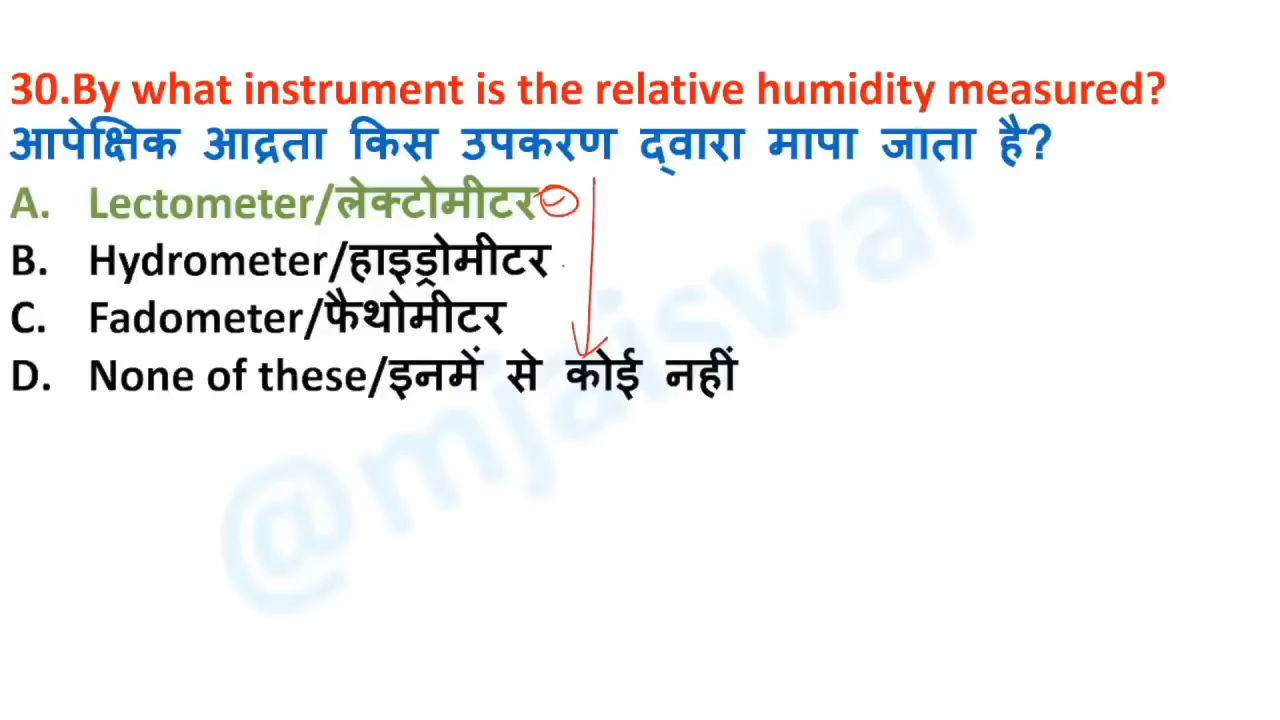 30.By what instrument is the relative humidity measured?
आपेक्षिक आद्रता किस उपकरण द्वारा मापा जाता है?
A. Lectometer/लेक्टोमीटर
B. Hydrometer/हाइड्रोमीटर
C. Fadometer/फैथोमीटर
D. None of these/इनमें से कोई नहीं
@mjaiswal